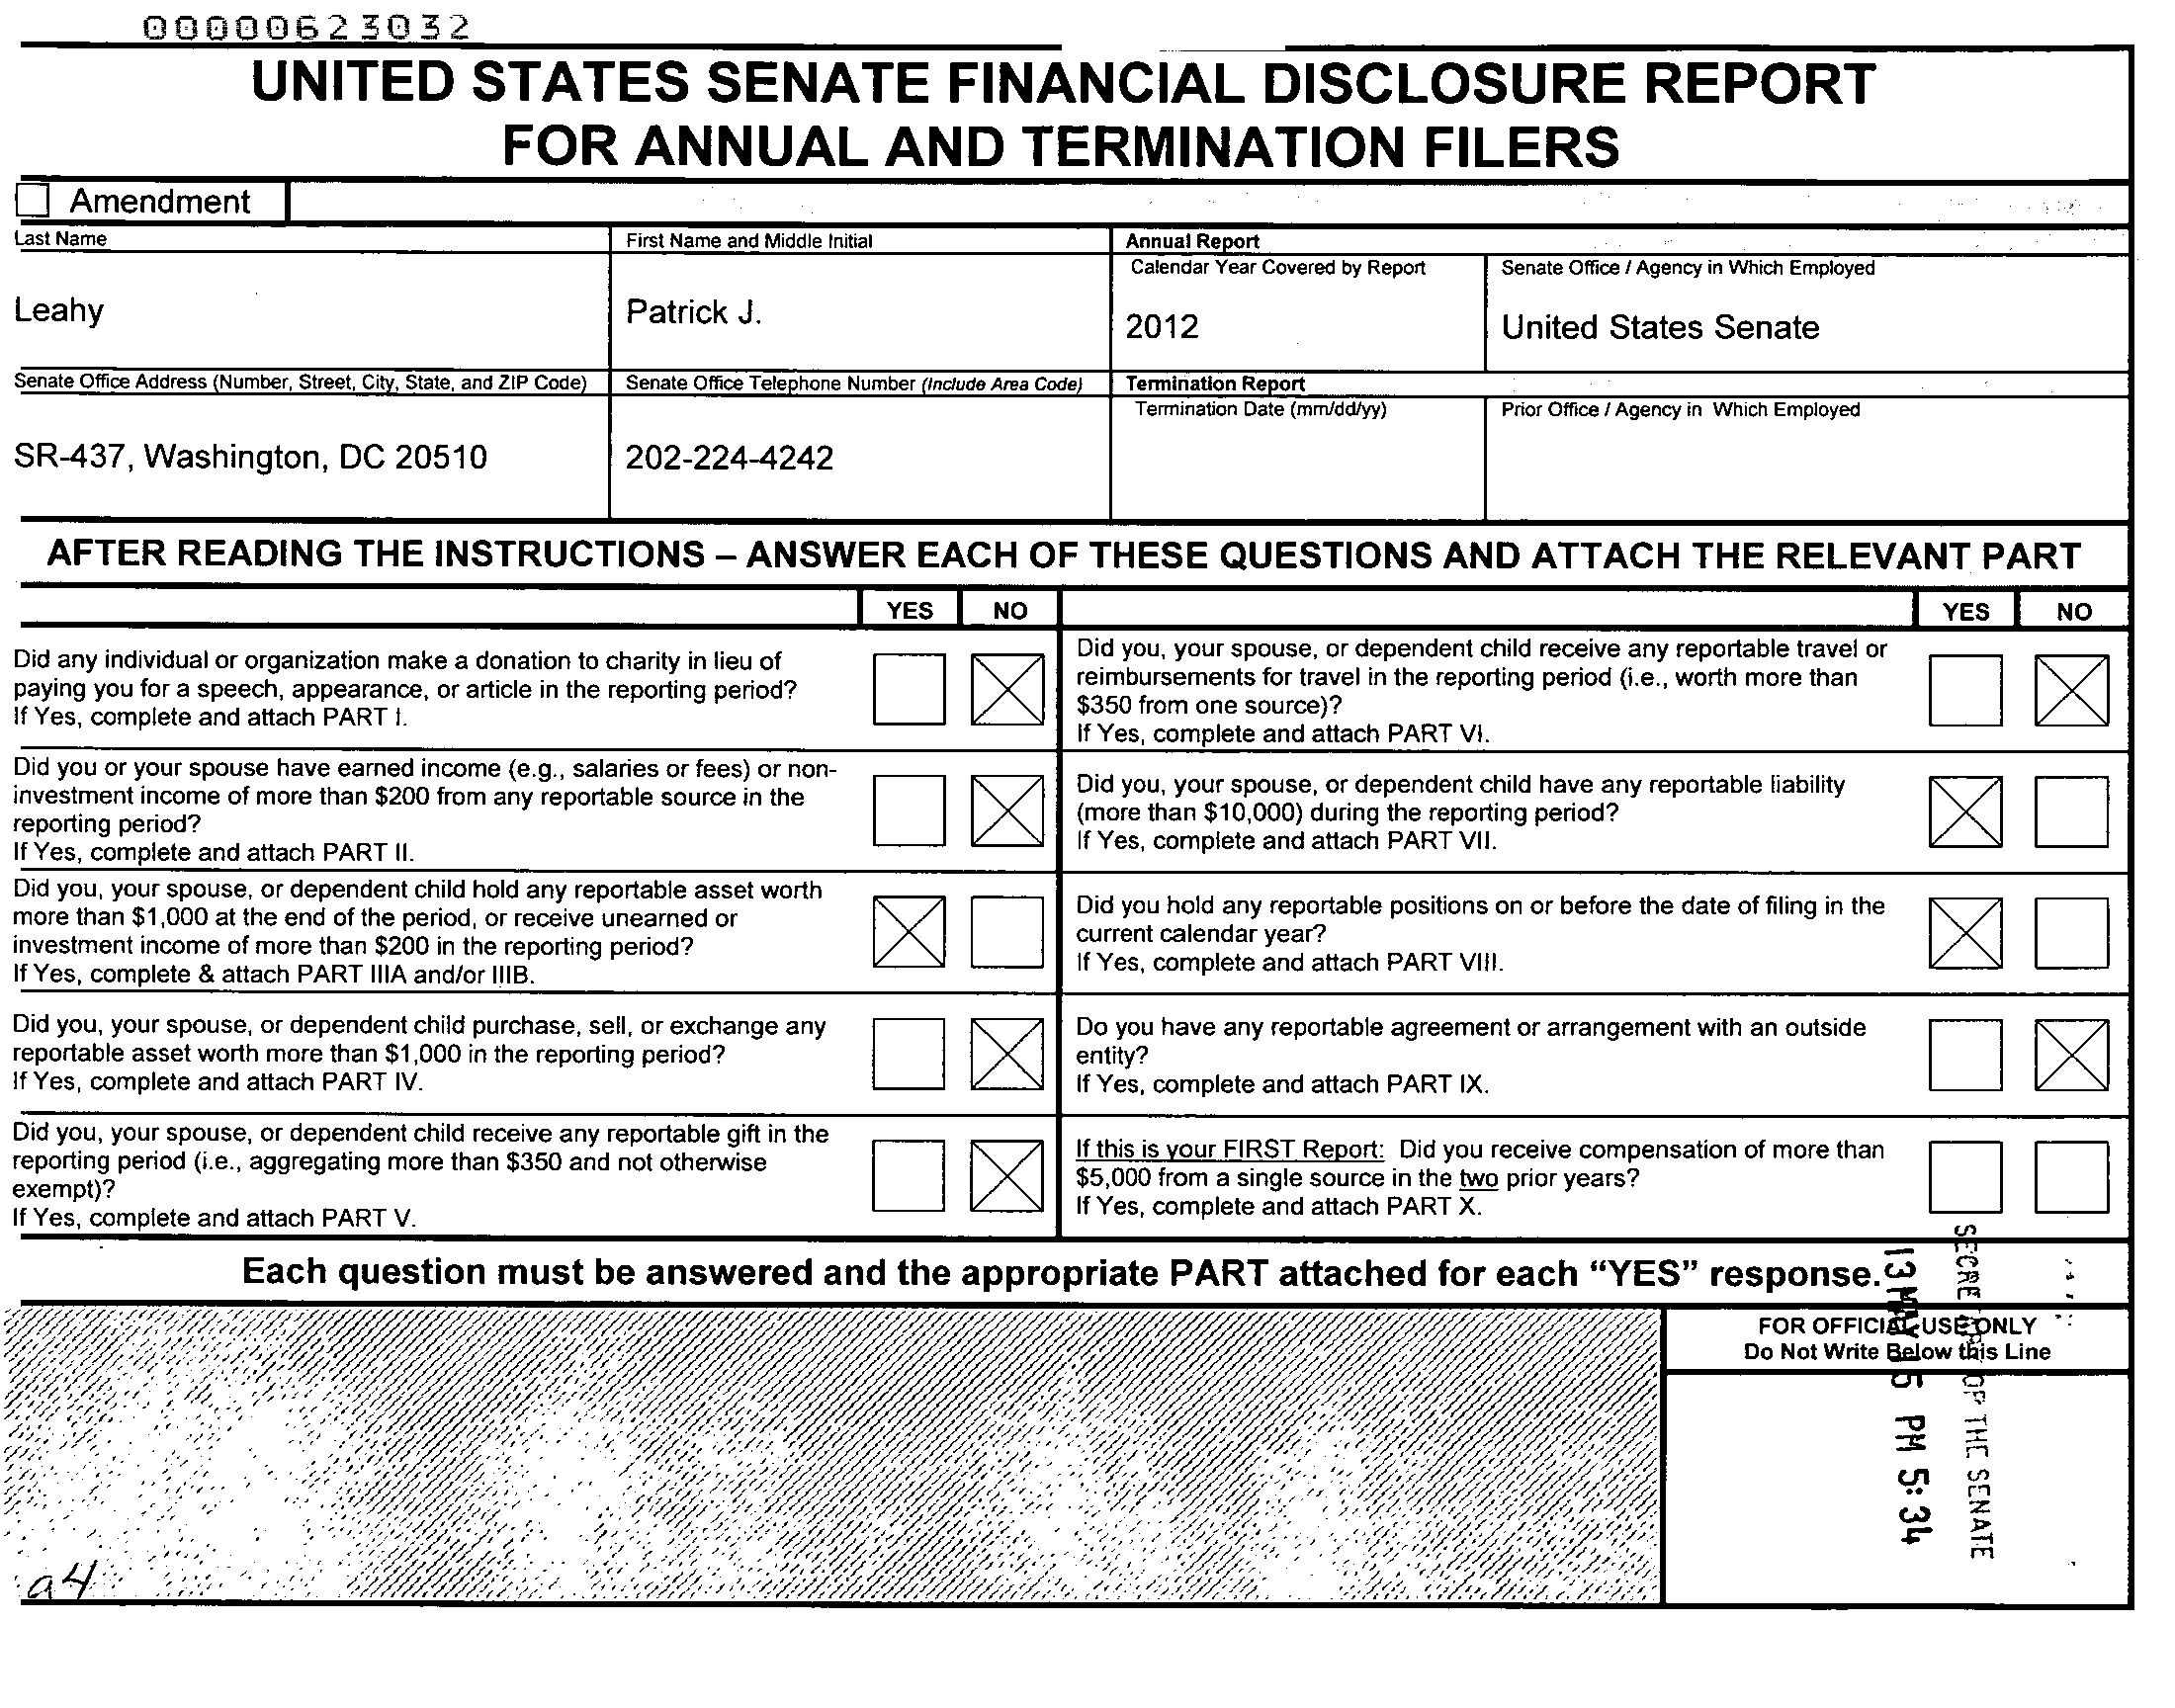 00000623032
UNITED STATES SENATE FINANCIAL DISCLOSURE REPORT
FOR ANNUAL AND TERMINATION FILERS
Amendment
Last Name
First Name and Middle Initial
Annual Report
Calendar Year Covered by Report
Senate Office / Agency in Which Employed
Leahy
Patrick J.
2012
United States Senate
Senate Office Address (Number, Street, City, State, and ZIP Code)
Senate Office Telephone Number (Include Area Code)
Termination Report
Termination Date (mm/dd/yy)
Prior Office / Agency in Which Employed
SR-437, Washington, DC 20510
202-224-4242
AFTER READING THE INSTRUCTIONS – ANSWER EACH OF THESE QUESTIONS AND ATTACH THE RELEVANT PART
YES NO
YES NO
Did any individual or organization make a donation to charity in lieu of
paying you for a speech, appearance, or article in the reporting period?
If Yes, complete and attach PART I.
Did you, your spouse, or dependent child receive any reportable travel or
reimbursements for travel in the reporting period (i.e., worth more than
$350 from one source)?
If Yes, complete and attach PART VI.
Did you or your spouse have earned income (e.g., salaries or fees) or non-
investment income of more than $200 from any reportable source in the
reporting period?
If Yes, complete and attach PART II.
Did you, your spouse, or dependent child have any reportable liability
(more than $10,000) during the reporting period?
If Yes, complete and attach PART VII.
Did you, your spouse, or dependent child hold any reportable asset worth
more than $1,000 at the end of the period, or receive unearned or
investment income of more than $200 in the reporting period?
If Yes, complete & attach PART IIIA and/or IIIB.
Did you hold any reportable positions on or before the date of filing in the
current calendar year?
If Yes, complete and attach PART VIII.
Did you, your spouse, or dependent child purchase, sell, or exchange any
reportable asset worth more than $1,000 in the reporting period?
If Yes, complete and attach PART IV.
Do you have any reportable agreement or arrangement with an outside
entity?
If Yes, complete and attach PART IX.
Did you, your spouse, or dependent child receive any reportable gift in the
reporting period (i.e., aggregating more than $350 and not otherwise
exempt)?
If Yes, complete and attach PART V.
If this is your FIRST Report: Did you receive compensation of more than
$5,000 from a single source in the two prior years?
If Yes, complete and attach PART X.
Each question must be answered and the appropriate PART attached for each “YES” response.
FOR OFFICIAL USE ONLY
Do Not Write Below this Line
SECRETARY OF THE SENATE
13 MAY 15 PM 5:34
a4